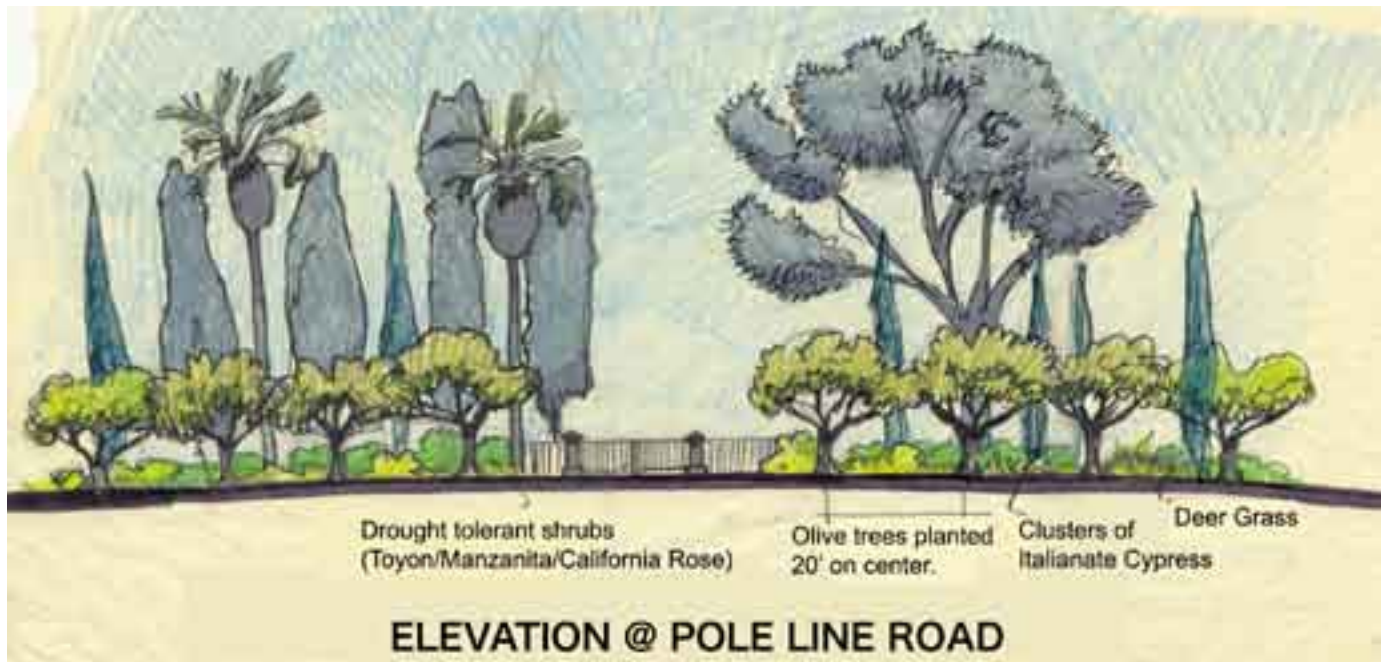 Drought tolerant shrubs
(Toyon/Manzanita/California Rose)
Olive trees planted
20' on center.
Clusters of
Italianate Cypress
Deer Grass
ELEVATION @ POLE LINE ROAD